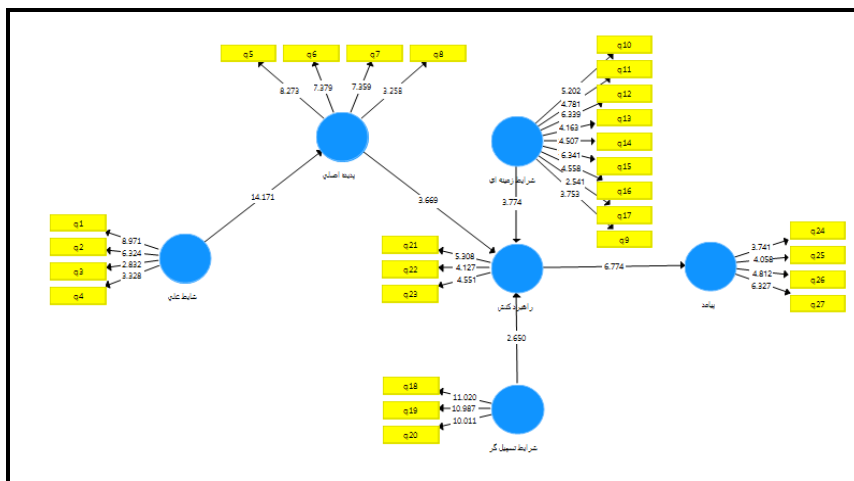 q5
q6
q7
q8
8.273
7.379
7.359
3.258
پدیده اصلي
q10
q11
q12
q13
q14
q15
q16
q17
q9
5.202
4.781
6.339
4.163
4.507
6.341
4.558
2.541
3.753
شرایط زمینه ای
14.171
3.669
3.774
q1
q2
q3
q4
8.971
6.324
2.832
3.328
شایط علي
q21
q22
q23
5.308
4.127
4.551
راهبرد کنش
6.774
q24
q25
q26
q27
3.741
4.058
4.812
6.327
پیامد
2.650
q18
q19
q20
11.020
10.987
10.011
شرایط تسهیل گر